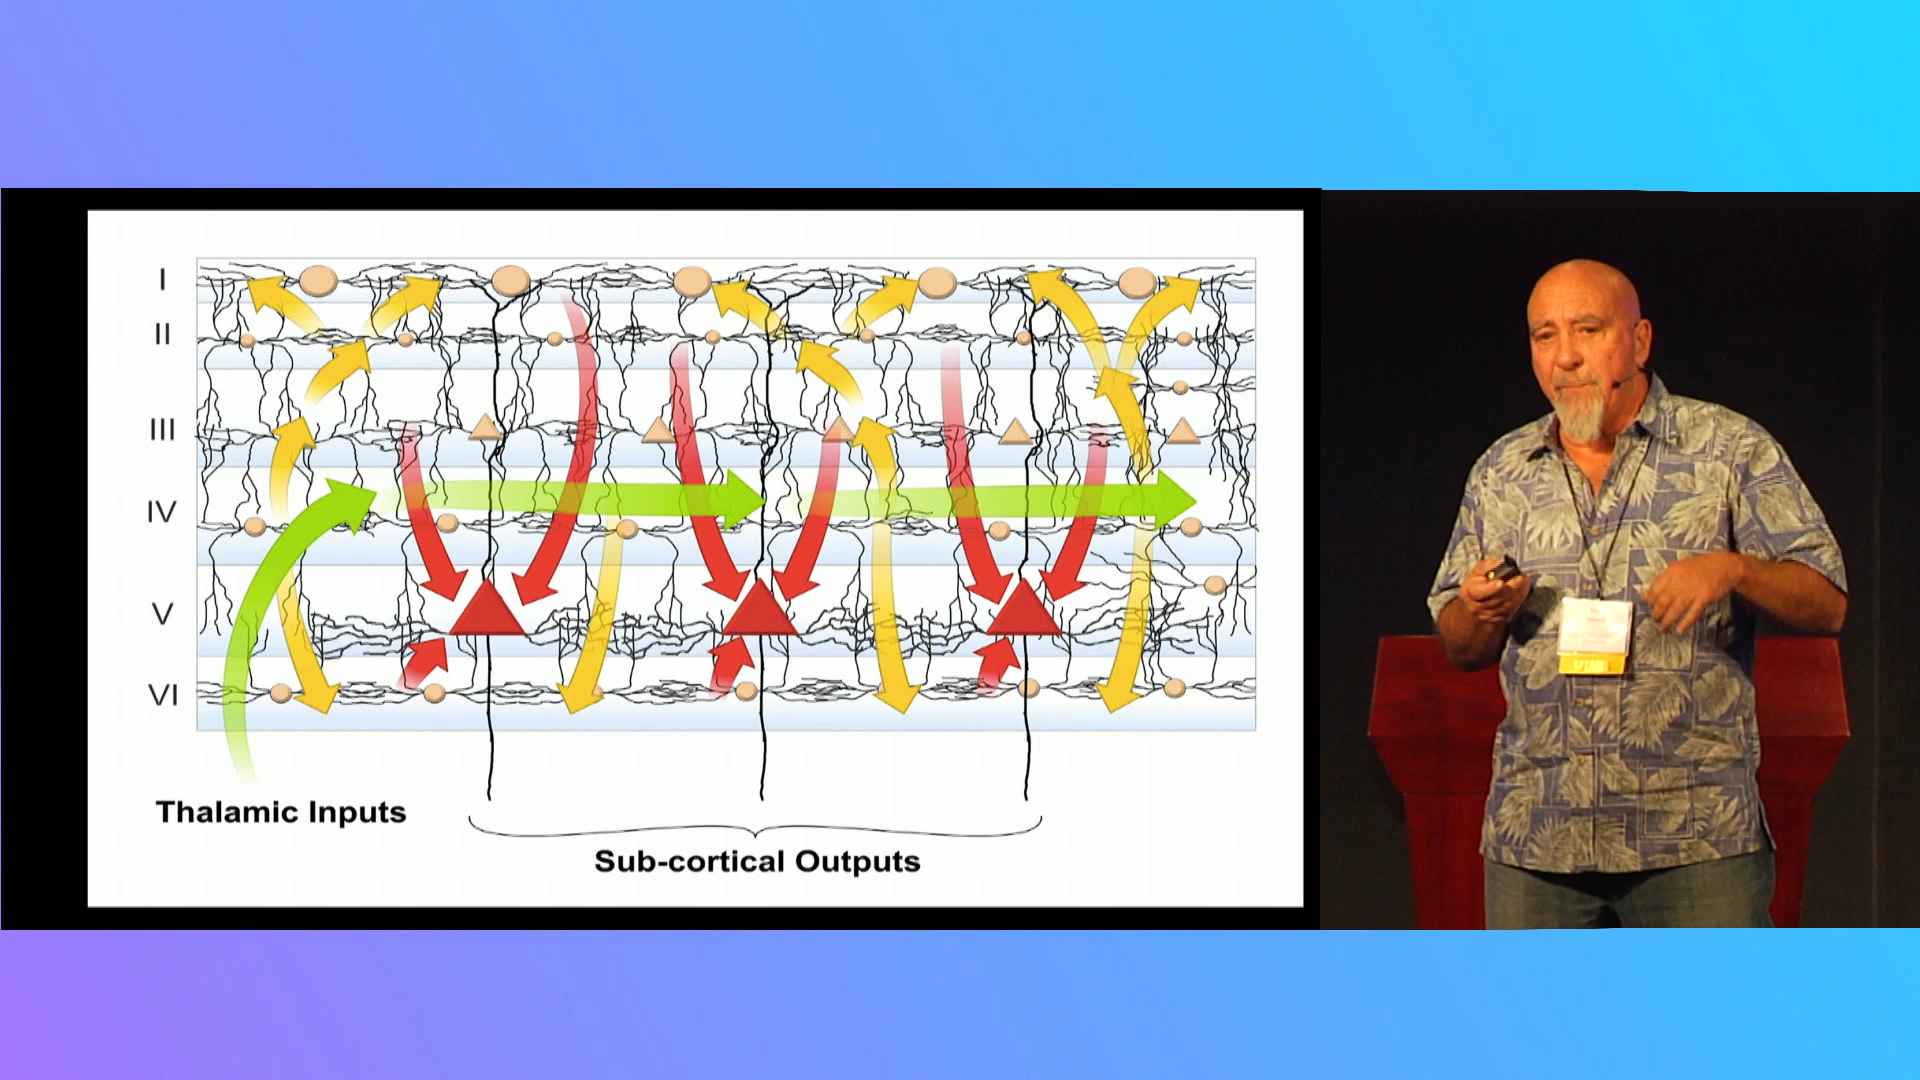 I
II
III
IV
V
VI
Thalamic Inputs
Sub-cortical Outputs